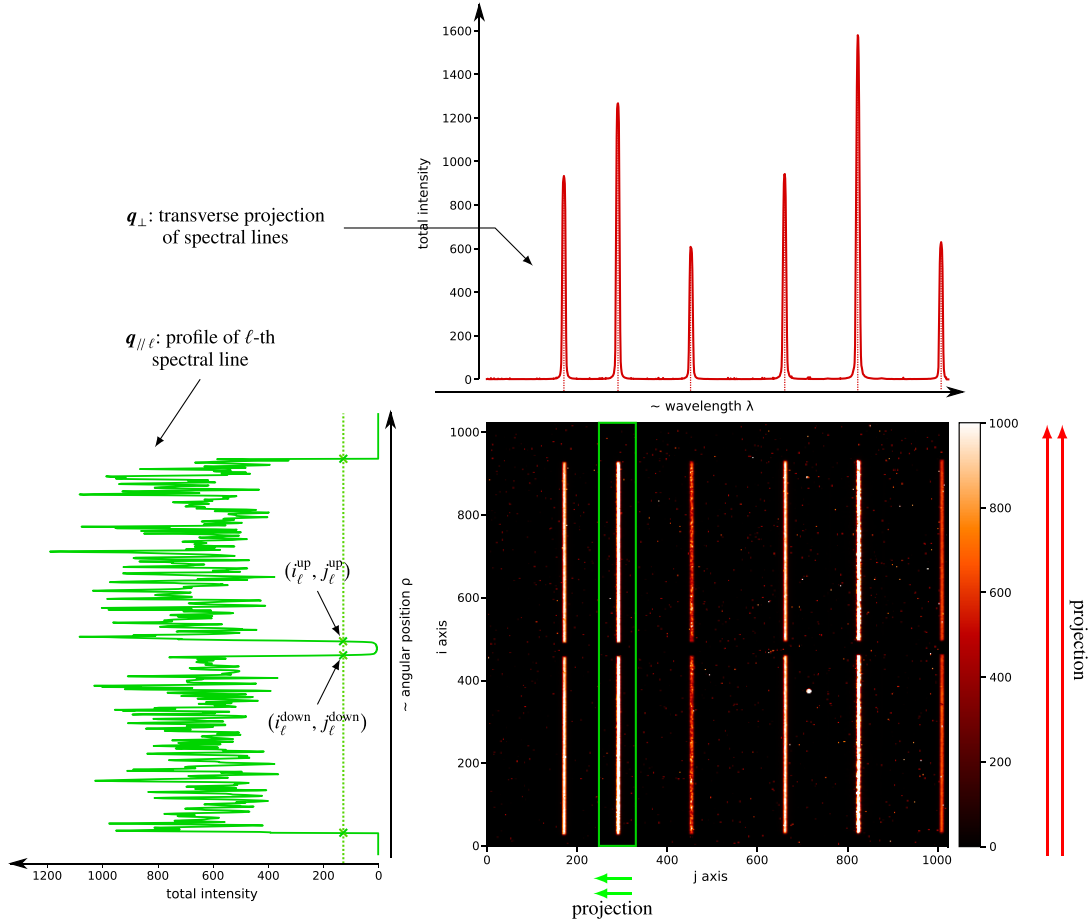 1600
1400
1200
1000
800
600
400
200
0
total intensity
~ wavelength λ
q⊥: transverse projection
of spectral lines
q//ℓ: profile of ℓ-th
spectral line
(i_ℓ^up, j_ℓ^up)
(i_ℓ^down, j_ℓ^down)
~ angular position ρ
1200 1000 800 600 400 200 0
total intensity
1000
800
600
400
200
0
i axis
0 200 400 600 800 1000
j axis
projection
1000
800
600
400
200
0
projection